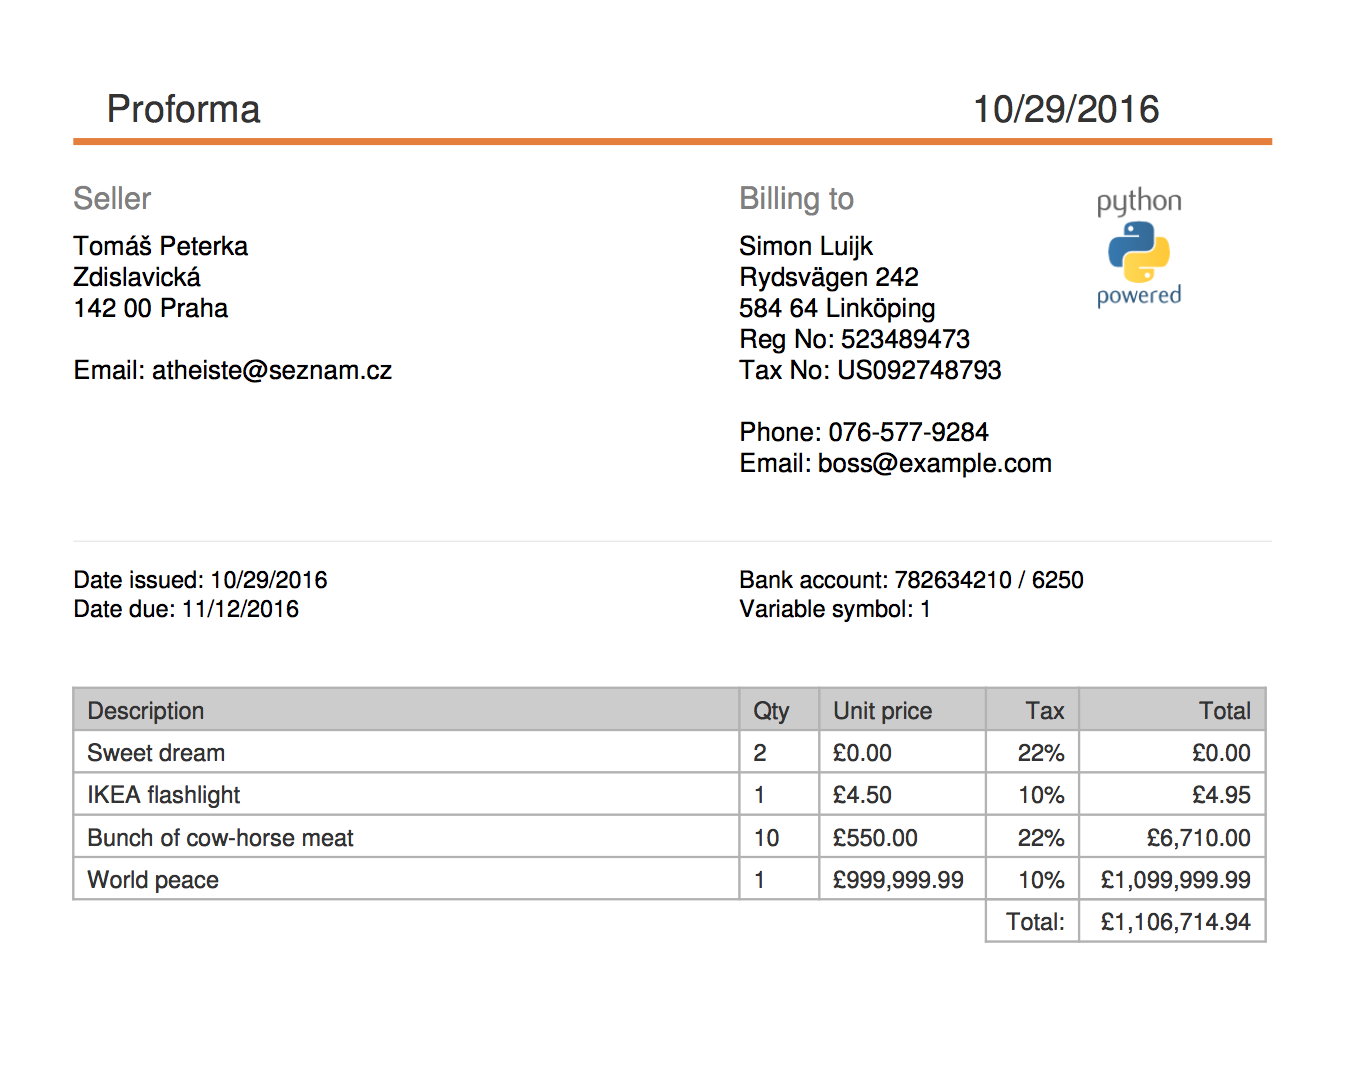 Proforma 10/29/2016
Seller
Tomáš Peterka
Zdislavická
142 00 Praha
Email: atheiste@seznam.cz
Billing to
Simon Luijk
Rydsvägen 242
584 64 Linköping
Reg No: 523489473
Tax No: US092748793
Phone: 076-577-9284
Email: boss@example.com
python
powered
Date issued: 10/29/2016
Date due: 11/12/2016
Bank account: 782634210 / 6250
Variable symbol: 1
Description Qty Unit price Tax Total
Sweet dream 2 £0.00 22% £0.00
IKEA flashlight 1 £4.50 10% £4.95
Bunch of cow-horse meat 10 £550.00 22% £6,710.00
World peace 1 £999,999.99 10% £1,099,999.99
Total: £1,106,714.94